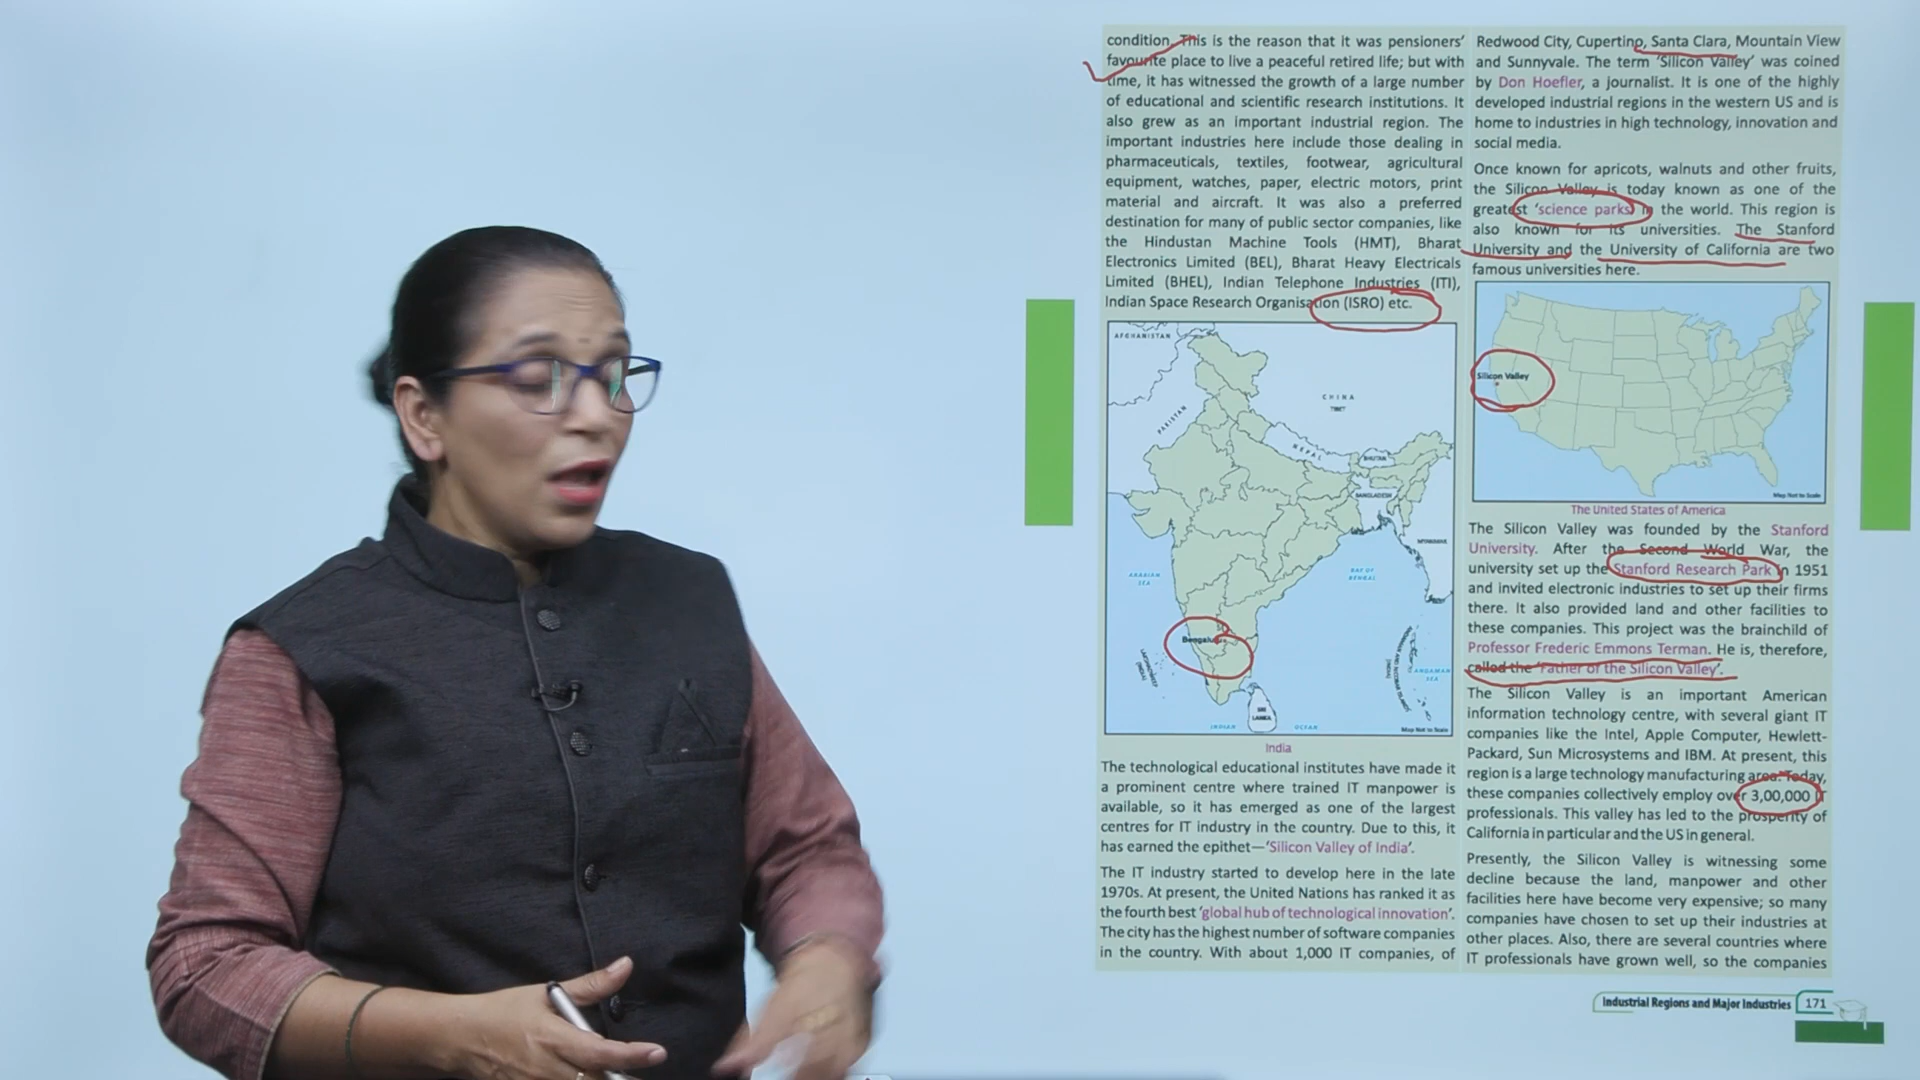 condition. This is the reason that it was pensioners’
favourite place to live a peaceful retired life; but with
time, it has witnessed the growth of a large number
of educational and scientific research institutions. It
also grew as an important industrial region. The
important industries here include those dealing in
pharmaceuticals, textiles, footwear, agricultural
equipment, watches, paper, electric motors, print
material and aircraft. It was also a preferred
destination for many of public sector companies, like
the Hindustan Machine Tools (HMT), Bharat
Electronics Limited (BEL), Bharat Heavy Electricals
Limited (BHEL), Indian Telephone Industries (ITI),
Indian Space Research Organisation (ISRO) etc.
AFGHANISTAN
PAKISTAN
CHINA
TIBET
NEPAL
BHUTAN
BANGLADESH
MYANMAR
ARABIAN
SEA
BAY OF
BENGAL
Bengaluru
LAKSHADWEEP
(INDIA)
ANDAMAN AND NICOBAR ISLANDS
(INDIA)
ANDAMAN
SEA
SRI
LANKA
INDIAN OCEAN
Map Not to Scale
India
The technological educational institutes have made it
a prominent centre where trained IT manpower is
available, so it has emerged as one of the largest
centres for IT industry in the country. Due to this, it
has earned the epithet—‘Silicon Valley of India’.
The IT industry started to develop here in the late
1970s. At present, the United Nations has ranked it as
the fourth best ‘global hub of technological innovation’.
The city has the highest number of software companies
in the country. With about 1,000 IT companies, of
Redwood City, Cupertino, Santa Clara, Mountain View
and Sunnyvale. The term ‘Silicon Valley’ was coined
by Don Hoefler, a journalist. It is one of the highly
developed industrial regions in the western US and is
home to industries in high technology, innovation and
social media.
Once known for apricots, walnuts and other fruits,
the Silicon Valley is today known as one of the
greatest ‘science parks’ in the world. This region is
also known for its universities. The Stanford
University and the University of California are two
famous universities here.
Silicon Valley
Map Not to Scale
The United States of America
The Silicon Valley was founded by the Stanford
University. After the Second World War, the
university set up the Stanford Research Park in 1951
and invited electronic industries to set up their firms
there. It also provided land and other facilities to
these companies. This project was the brainchild of
Professor Frederic Emmons Terman. He is, therefore,
called the ‘Father of the Silicon Valley’.
The Silicon Valley is an important American
information technology centre, with several giant IT
companies like the Intel, Apple Computer, Hewlett-
Packard, Sun Microsystems and IBM. At present, this
region is a large technology manufacturing area. Today,
these companies collectively employ over 3,00,000 IT
professionals. This valley has led to the prosperity of
California in particular and the US in general.
Presently, the Silicon Valley is witnessing some
decline because the land, manpower and other
facilities here have become very expensive; so many
companies have chosen to set up their industries at
other places. Also, there are several countries where
IT professionals have grown well, so the companies
Industrial Regions and Major Industries 171